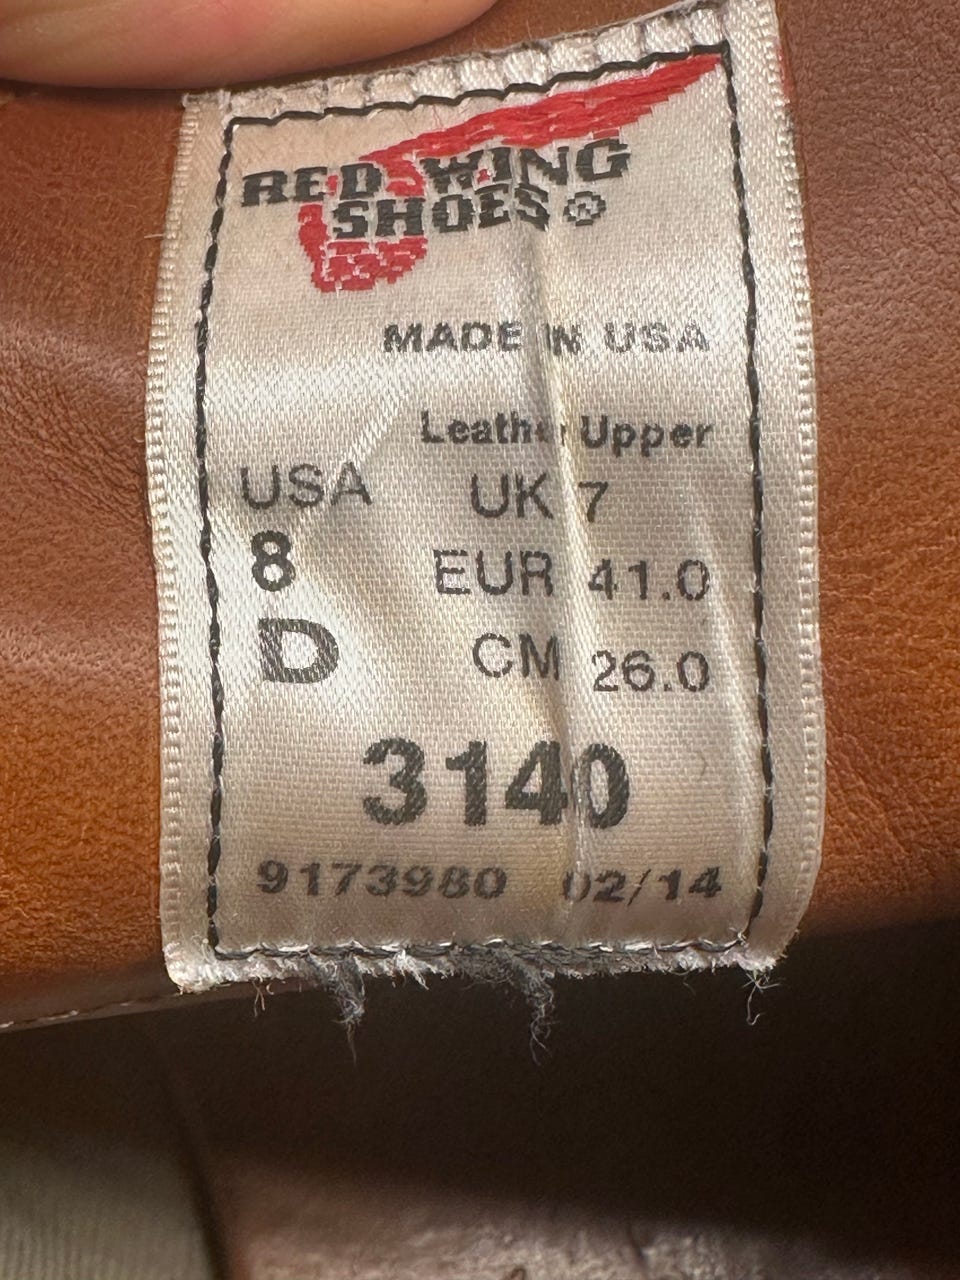 RED WING
SHOES®
MADE IN USA
Leather Upper
USA UK 7
8 EUR 41.0
D CM 26.0
3140
9173980 02/14